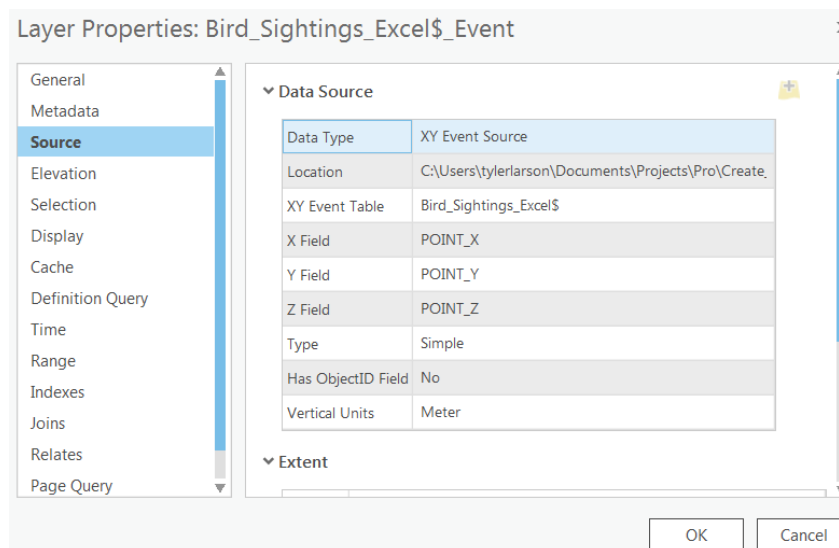 Layer Properties: Bird_Sightings_Excel$_Event
General
Metadata
Source
Elevation
Selection
Display
Cache
Definition Query
Time
Range
Indexes
Joins
Relates
Page Query
Data Source
Data Type XY Event Source
Location C:\Users\tylerlarson\Documents\Projects\Pro\Create_
XY Event Table Bird_Sightings_Excel$
X Field POINT_X
Y Field POINT_Y
Z Field POINT_Z
Type Simple
Has ObjectID Field No
Vertical Units Meter
Extent
OK Cancel